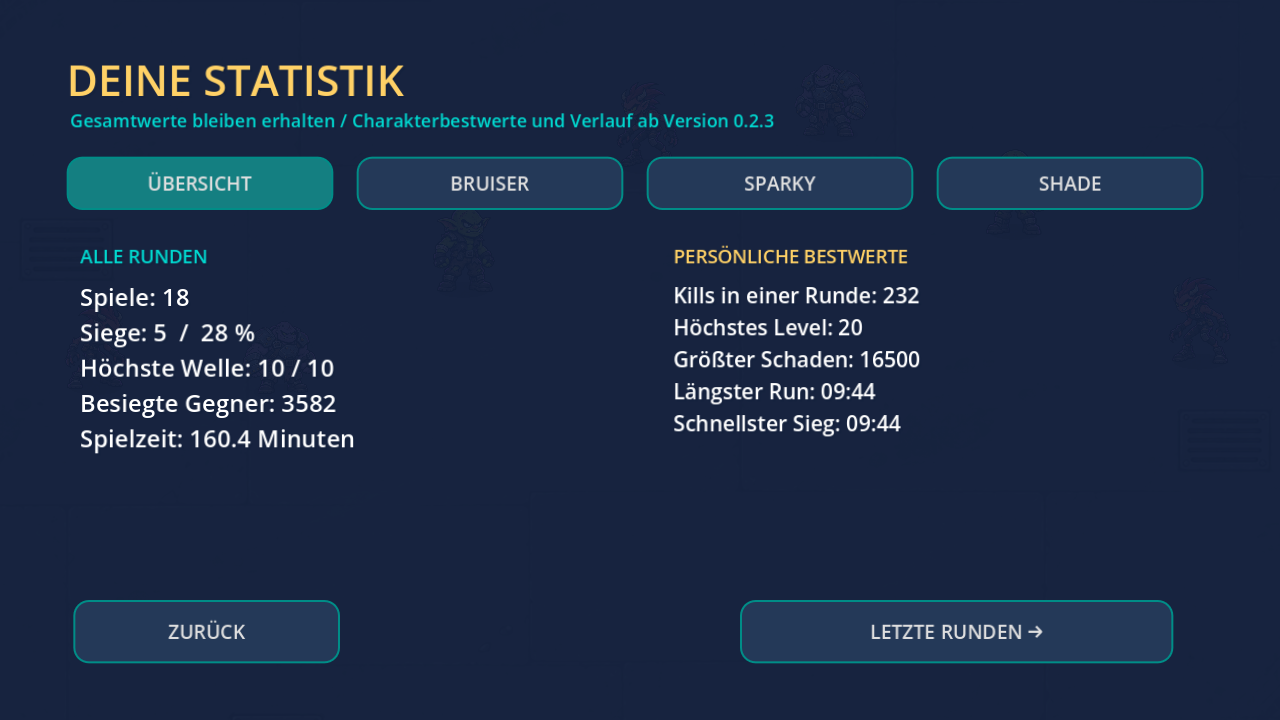 DEINE STATISTIK
Gesamtwerte bleiben erhalten / Charakterbestwerte und Verlauf ab Version 0.2.3
ÜBERSICHT
BRUISER
SPARKY
SHADE
ALLE RUNDEN
Spiele: 18
Siege: 5 / 28 %
Höchste Welle: 10 / 10
Besiegte Gegner: 3582
Spielzeit: 160.4 Minuten
PERSÖNLICHE BESTWERTE
Kills in einer Runde: 232
Höchstes Level: 20
Größter Schaden: 16500
Längster Run: 09:44
Schnellster Sieg: 09:44
ZURÜCK
LETZTE RUNDEN →